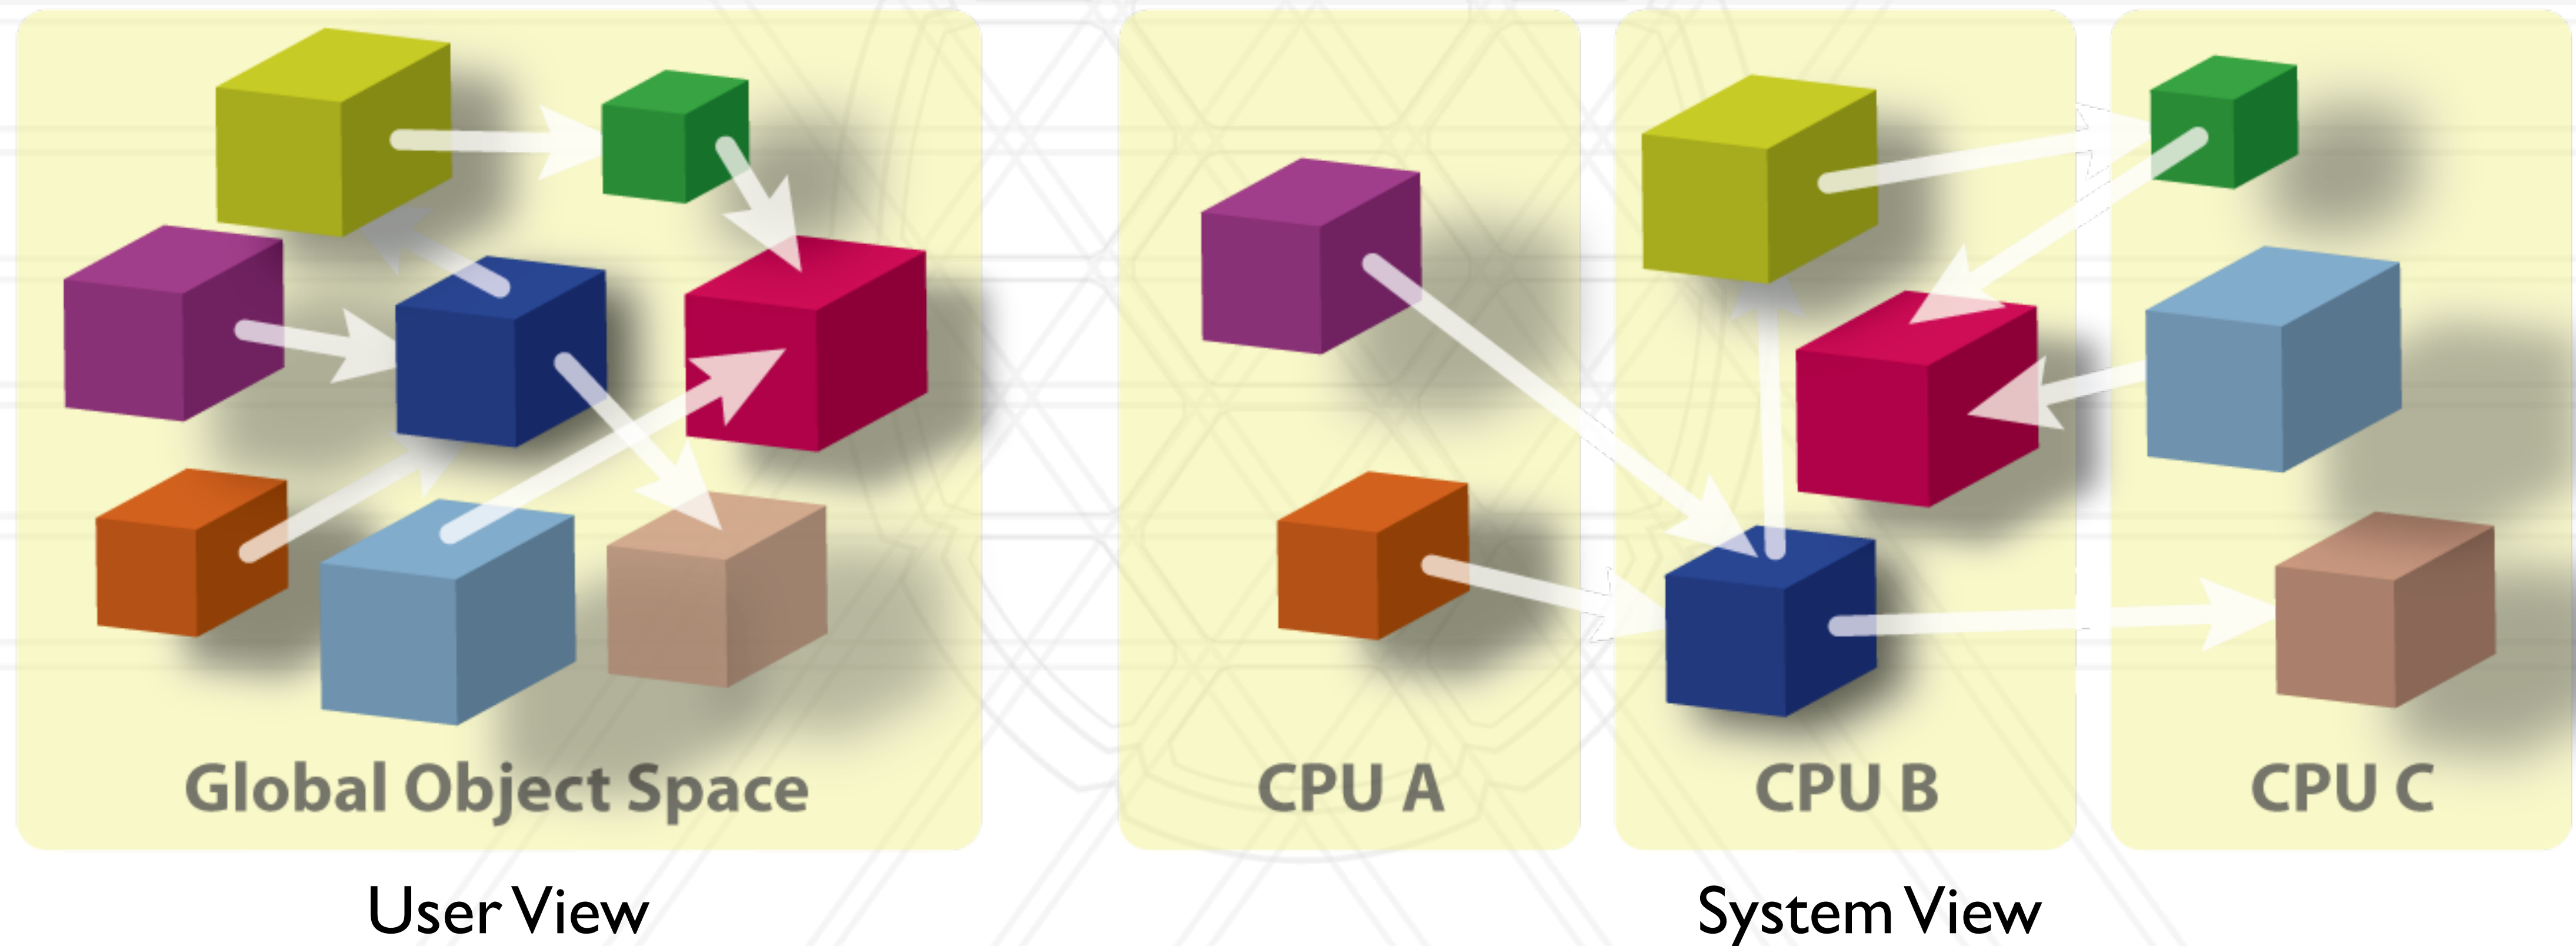 Global Object Space
CPU A
CPU B
CPU C
User View
System View